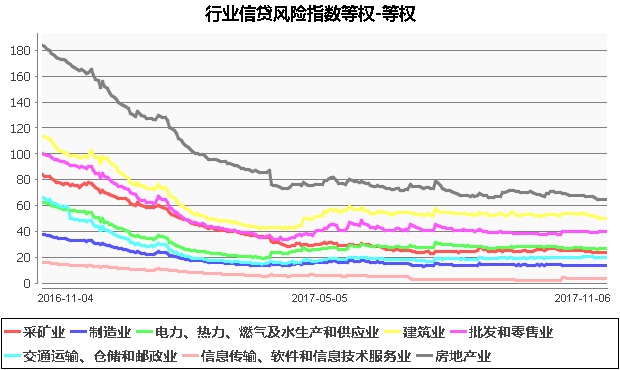 行业信贷风险指数等权-等权
180
160
140
120
100
80
60
40
20
0
2016-11-04 2017-05-05 2017-11-06
采矿业 制造业 电力、热力、燃气及水生产和供应业 建筑业 批发和零售业
交通运输、仓储和邮政业 信息传输、软件和信息技术服务业 房地产业